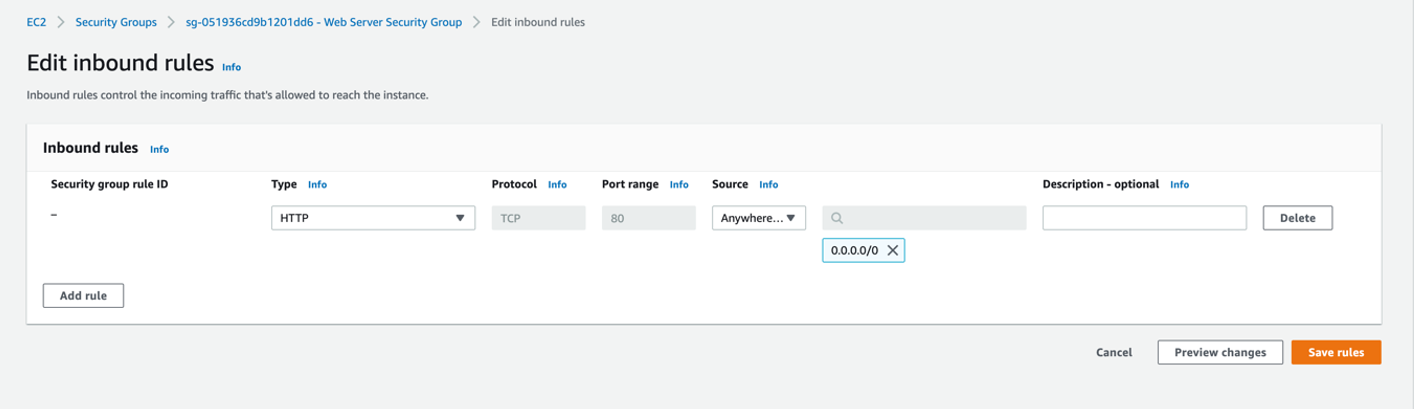 EC2 > Security Groups > sg-051936cd9b1201dd6 - Web Server Security Group > Edit inbound rules
Edit inbound rules Info
Inbound rules control the incoming traffic that's allowed to reach the instance.
Inbound rules Info
Security group rule ID Type Info Protocol Info Port range Info Source Info Description - optional Info
– HTTP TCP 80 Anywhere... Delete
0.0.0.0/0
Add rule
Cancel Preview changes Save rules